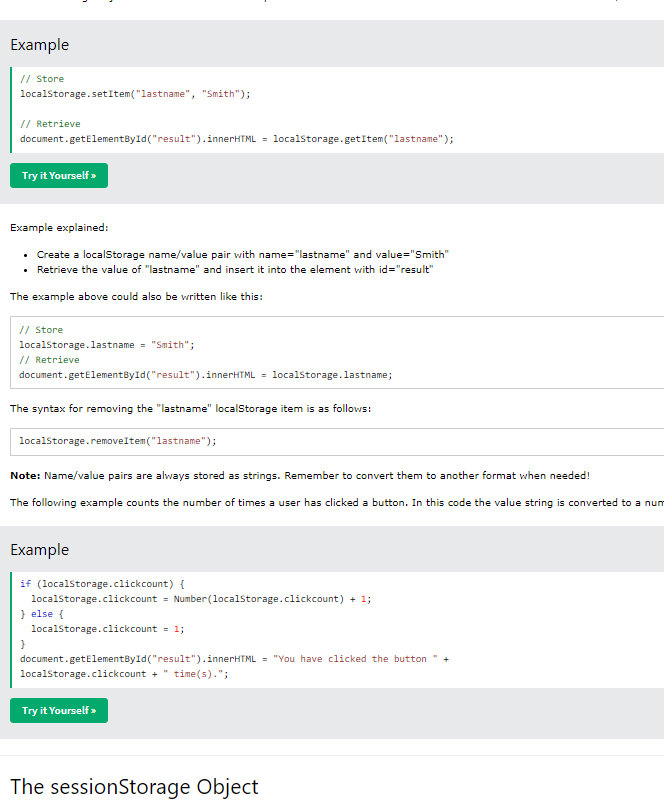 Example
// Store
localStorage.setItem("lastname", "Smith");
// Retrieve
document.getElementById("result").innerHTML = localStorage.getItem("lastname");
Try it Yourself »
Example explained:
• Create a localStorage name/value pair with name="lastname" and value="Smith"
• Retrieve the value of "lastname" and insert it into the element with id="result"
The example above could also be written like this:
// Store
localStorage.lastname = "Smith";
// Retrieve
document.getElementById("result").innerHTML = localStorage.lastname;
The syntax for removing the "lastname" localStorage item is as follows:
localStorage.removeItem("lastname");
Note: Name/value pairs are always stored as strings. Remember to convert them to another format when needed!
The following example counts the number of times a user has clicked a button. In this code the value string is converted to a num
Example
if (localStorage.clickcount) {
  localStorage.clickcount = Number(localStorage.clickcount) + 1;
} else {
  localStorage.clickcount = 1;
}
document.getElementById("result").innerHTML = "You have clicked the button " +
localStorage.clickcount + " time(s).";
Try it Yourself »
The sessionStorage Object